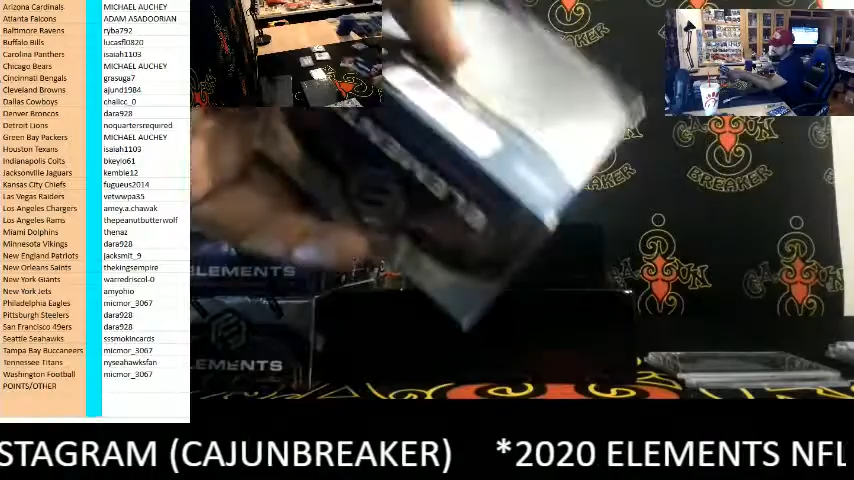 Arizona Cardinals MICHAEL AUCHEY
Atlanta Falcons ADAM ASADOORIAN
Baltimore Ravens ryba792
Buffalo Bills lucasfl0820
Carolina Panthers isaiah1103
Chicago Bears MICHAEL AUCHEY
Cincinnati Bengals grasuga7
Cleveland Browns ajund1984
Dallas Cowboys chalicc_0
Denver Broncos dara928
Detroit Lions noquartersrequired
Green Bay Packers MICHAEL AUCHEY
Houston Texans isaiah1103
Indianapolis Colts bkeylo61
Jacksonville Jaguars kemble12
Kansas City Chiefs fugueus2014
Las Vegas Raiders vetwwpa35
Los Angeles Chargers amey.a.chawak
Los Angeles Rams thepeanutbutterwolf
Miami Dolphins thenaz
Minnesota Vikings dara928
New England Patriots jacksmit_9
New Orleans Saints thekingsempire
New York Giants warredriscol-0
New York Jets amyohio
Philadelphia Eagles micmor_3067
Pittsburgh Steelers dara928
San Francisco 49ers dara928
Seattle Seahawks sssmokincards
Tampa Bay Buccaneers micmor_3067
Tennessee Titans nyseahawksfan
Washington Football micmor_3067
POINTS/OTHER
BREAKER
ELEMENTS
ELEMENTS
STAGRAM (CAJUNBREAKER) *2020 ELEMENTS NFL